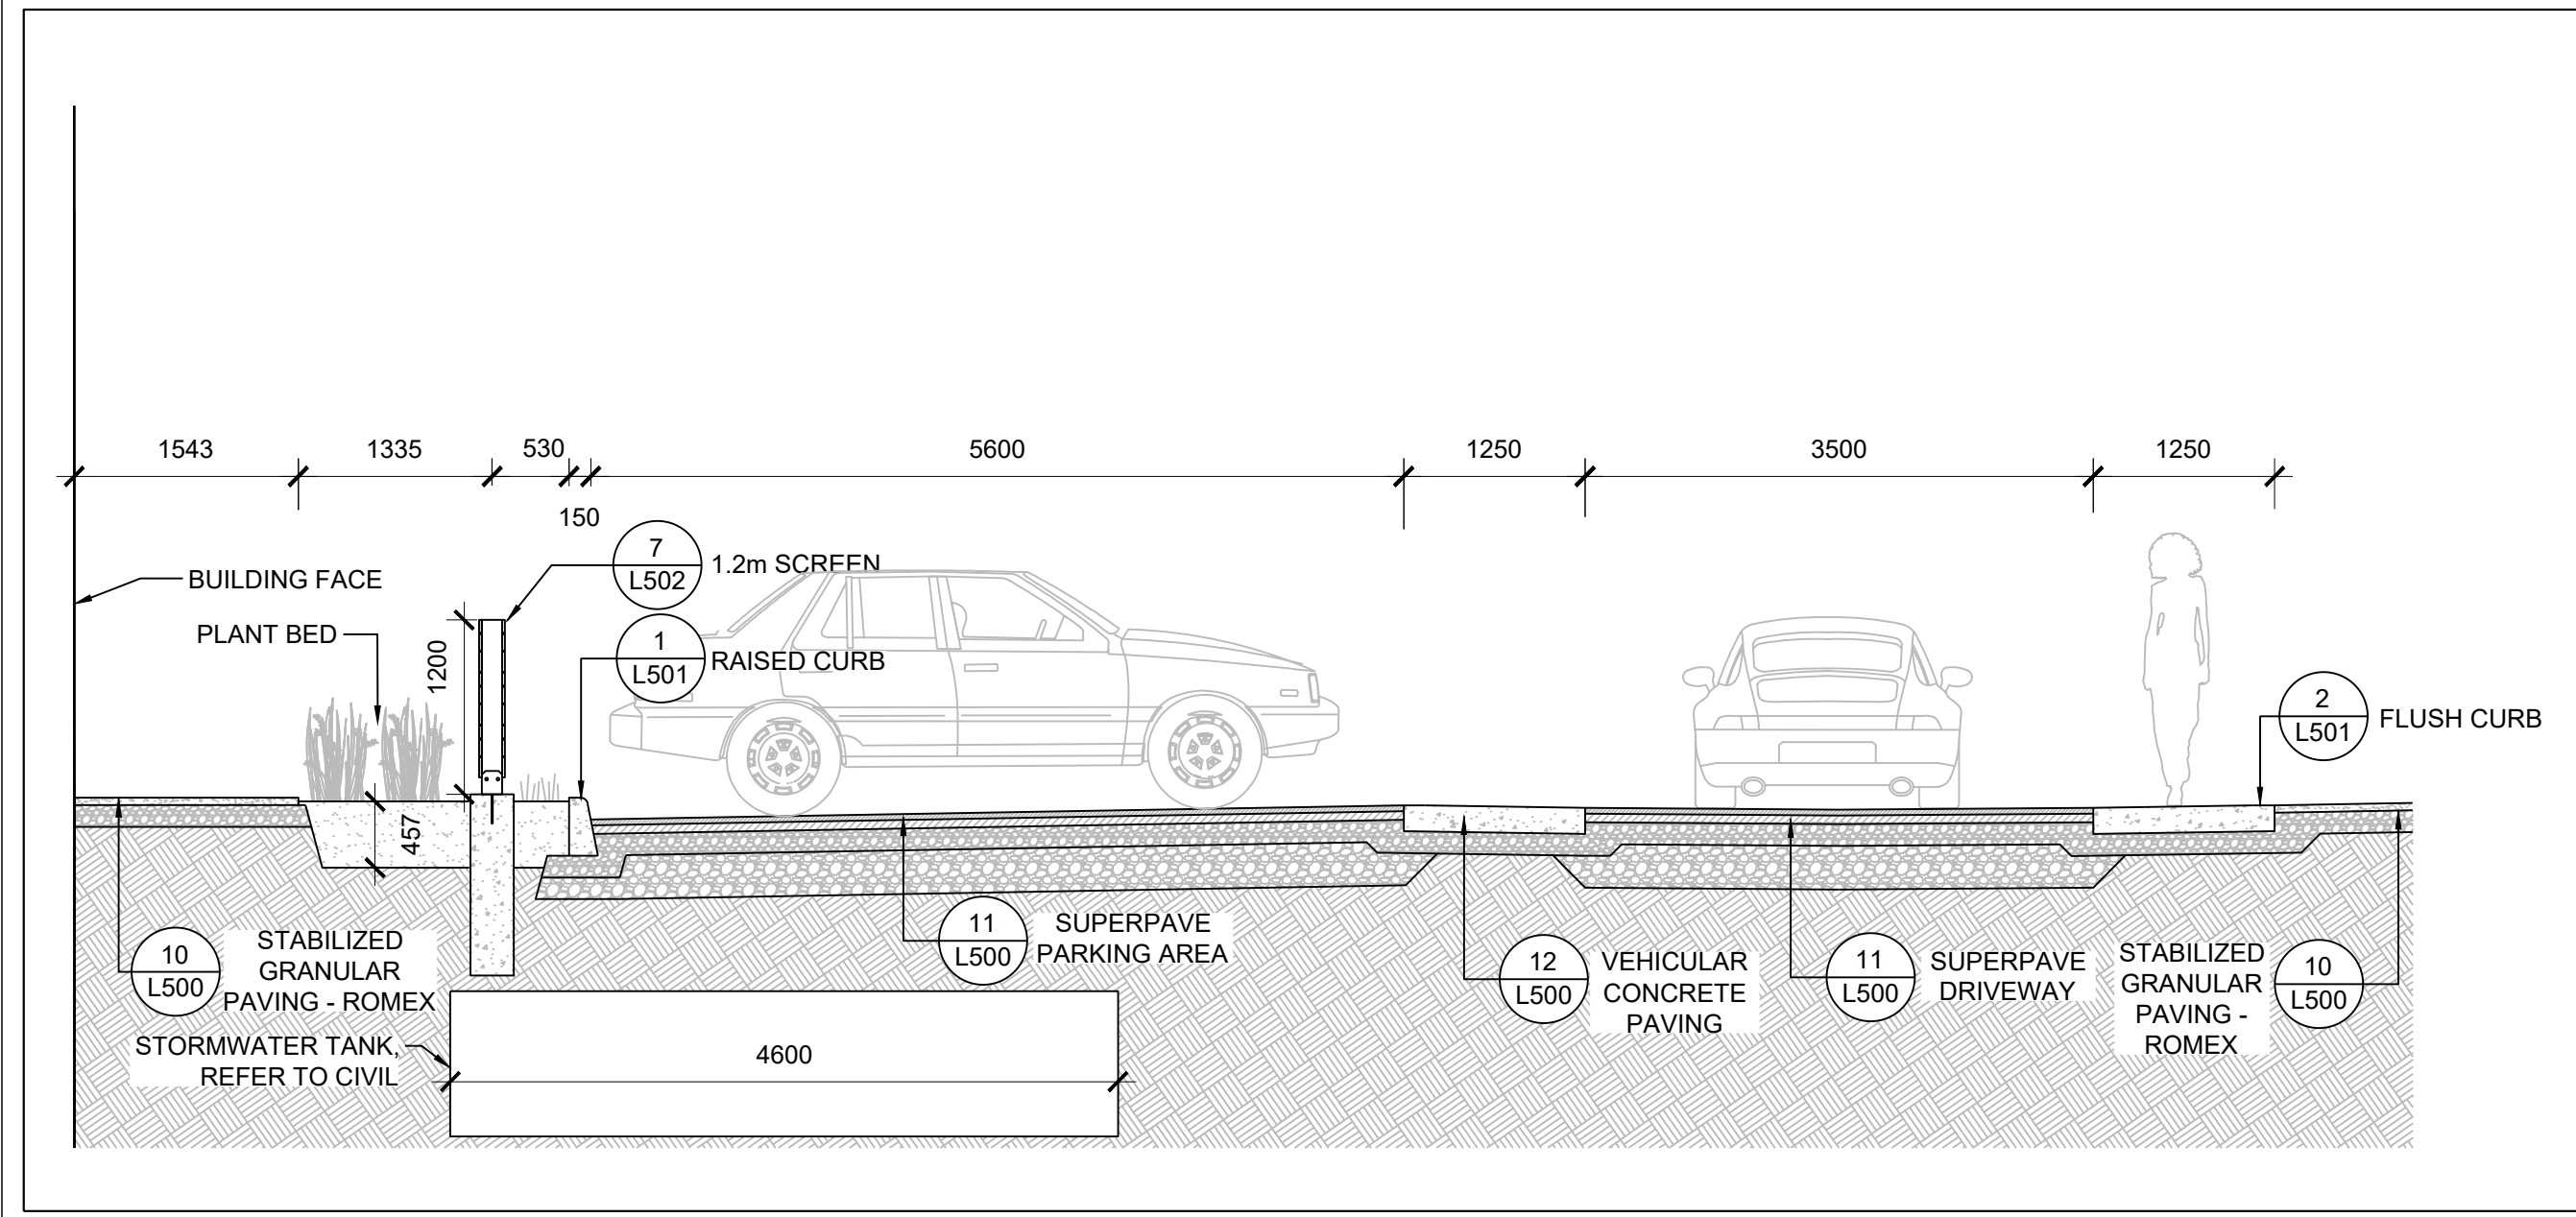 1543
1335
530
5600
1250
3500
1250
150
7
L502
1.2m SCREEN
BUILDING FACE
PLANT BED
1200
1
L501
RAISED CURB
2
L501
FLUSH CURB
457
10
L500
STABILIZED
GRANULAR
PAVING - ROMEX
11
L500
SUPERPAVE
PARKING AREA
12
L500
VEHICULAR
CONCRETE
PAVING
11
L500
SUPERPAVE
DRIVEWAY
STABILIZED
GRANULAR
PAVING -
ROMEX
10
L500
STORMWATER TANK,
REFER TO CIVIL
4600